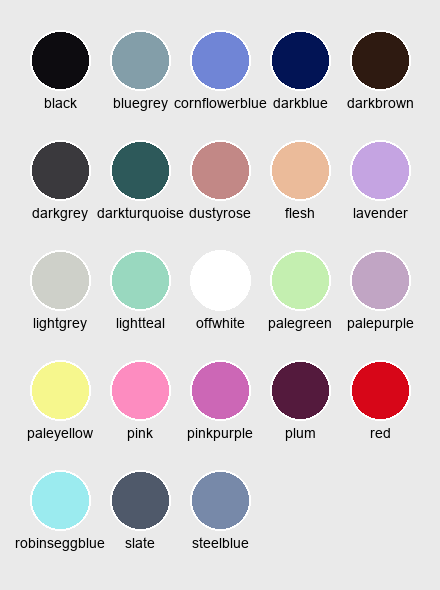 black bluegrey cornflowerblue darkblue darkbrown
darkgrey darkturquoise dustyrose flesh lavender
lightgrey lightteal offwhite palegreen palepurple
paleyellow pink pinkpurple plum red
robinseggblue slate steelblue